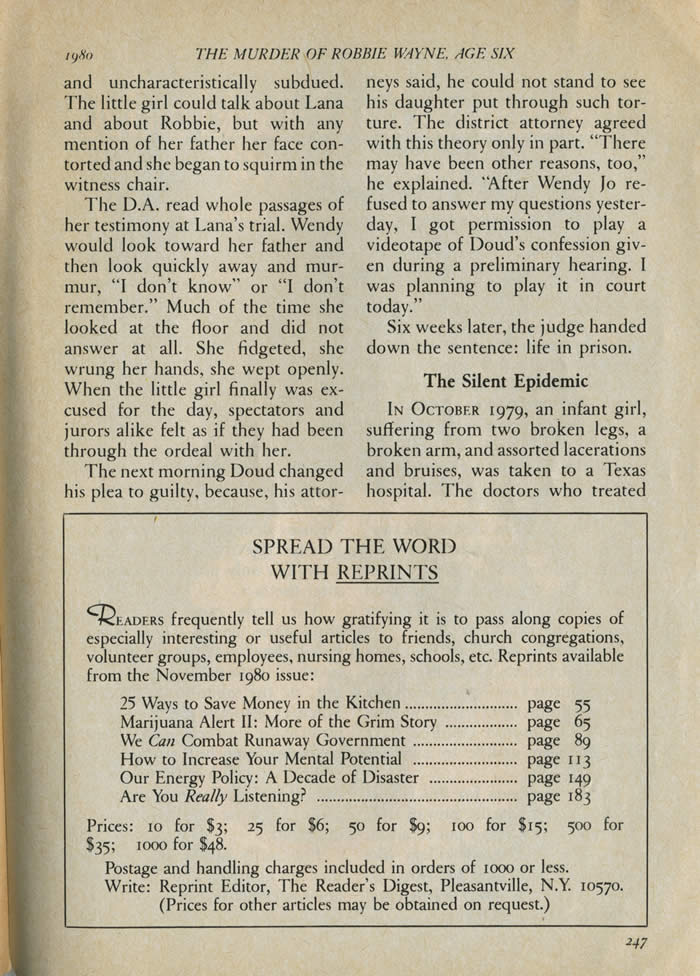 1980
THE MURDER OF ROBBIE WAYNE, AGE SIX
and uncharacteristically subdued.
The little girl could talk about Lana
and about Robbie, but with any
mention of her father her face con-
torted and she began to squirm in the
witness chair.
The D.A. read whole passages of
her testimony at Lana's trial. Wendy
would look toward her father and
then look quickly away and mur-
mur, "I don't know" or "I don't
remember." Much of the time she
looked at the floor and did not
answer at all. She fidgeted, she
wrung her hands, she wept openly.
When the little girl finally was ex-
cused for the day, spectators and
jurors alike felt as if they had been
through the ordeal with her.
The next morning Doud changed
his plea to guilty, because, his attor-
neys said, he could not stand to see
his daughter put through such tor-
ture. The district attorney agreed
with this theory only in part. "There
may have been other reasons, too,"
he explained. "After Wendy Jo re-
fused to answer my questions yester-
day, I got permission to play a
videotape of Doud's confession giv-
en during a preliminary hearing. I
was planning to play it in court
today."
Six weeks later, the judge handed
down the sentence: life in prison.
The Silent Epidemic
IN OCTOBER 1979, an infant girl,
suffering from two broken legs, a
broken arm, and assorted lacerations
and bruises, was taken to a Texas
hospital. The doctors who treated
SPREAD THE WORD
WITH REPRINTS
READERS frequently tell us how gratifying it is to pass along copies of
especially interesting or useful articles to friends, church congregations,
volunteer groups, employees, nursing homes, schools, etc. Reprints available
from the November 1980 issue:
25 Ways to Save Money in the Kitchen ............................ page 55
Marijuana Alert II: More of the Grim Story .................. page 65
We Can Combat Runaway Government .......................... page 89
How to Increase Your Mental Potential .......................... page 113
Our Energy Policy: A Decade of Disaster ...................... page 149
Are You Really Listening? .................................................. page 183
Prices: 10 for $3; 25 for $6; 50 for $9; 100 for $15; 500 for
$35; 1000 for $48.
Postage and handling charges included in orders of 1000 or less.
Write: Reprint Editor, The Reader's Digest, Pleasantville, N.Y. 10570.
(Prices for other articles may be obtained on request.)
247